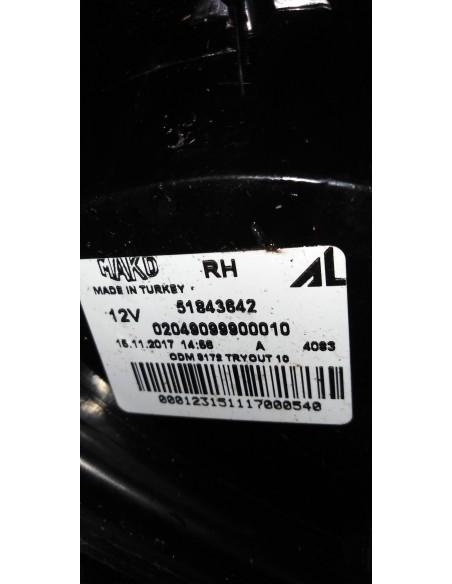 MAKO RH AL
MADE IN TURKEY
12V 51843642
02049099900010
15.11.2017 14:56 A 4093
ODM 9172 TRYOUT 10
000123151117000540